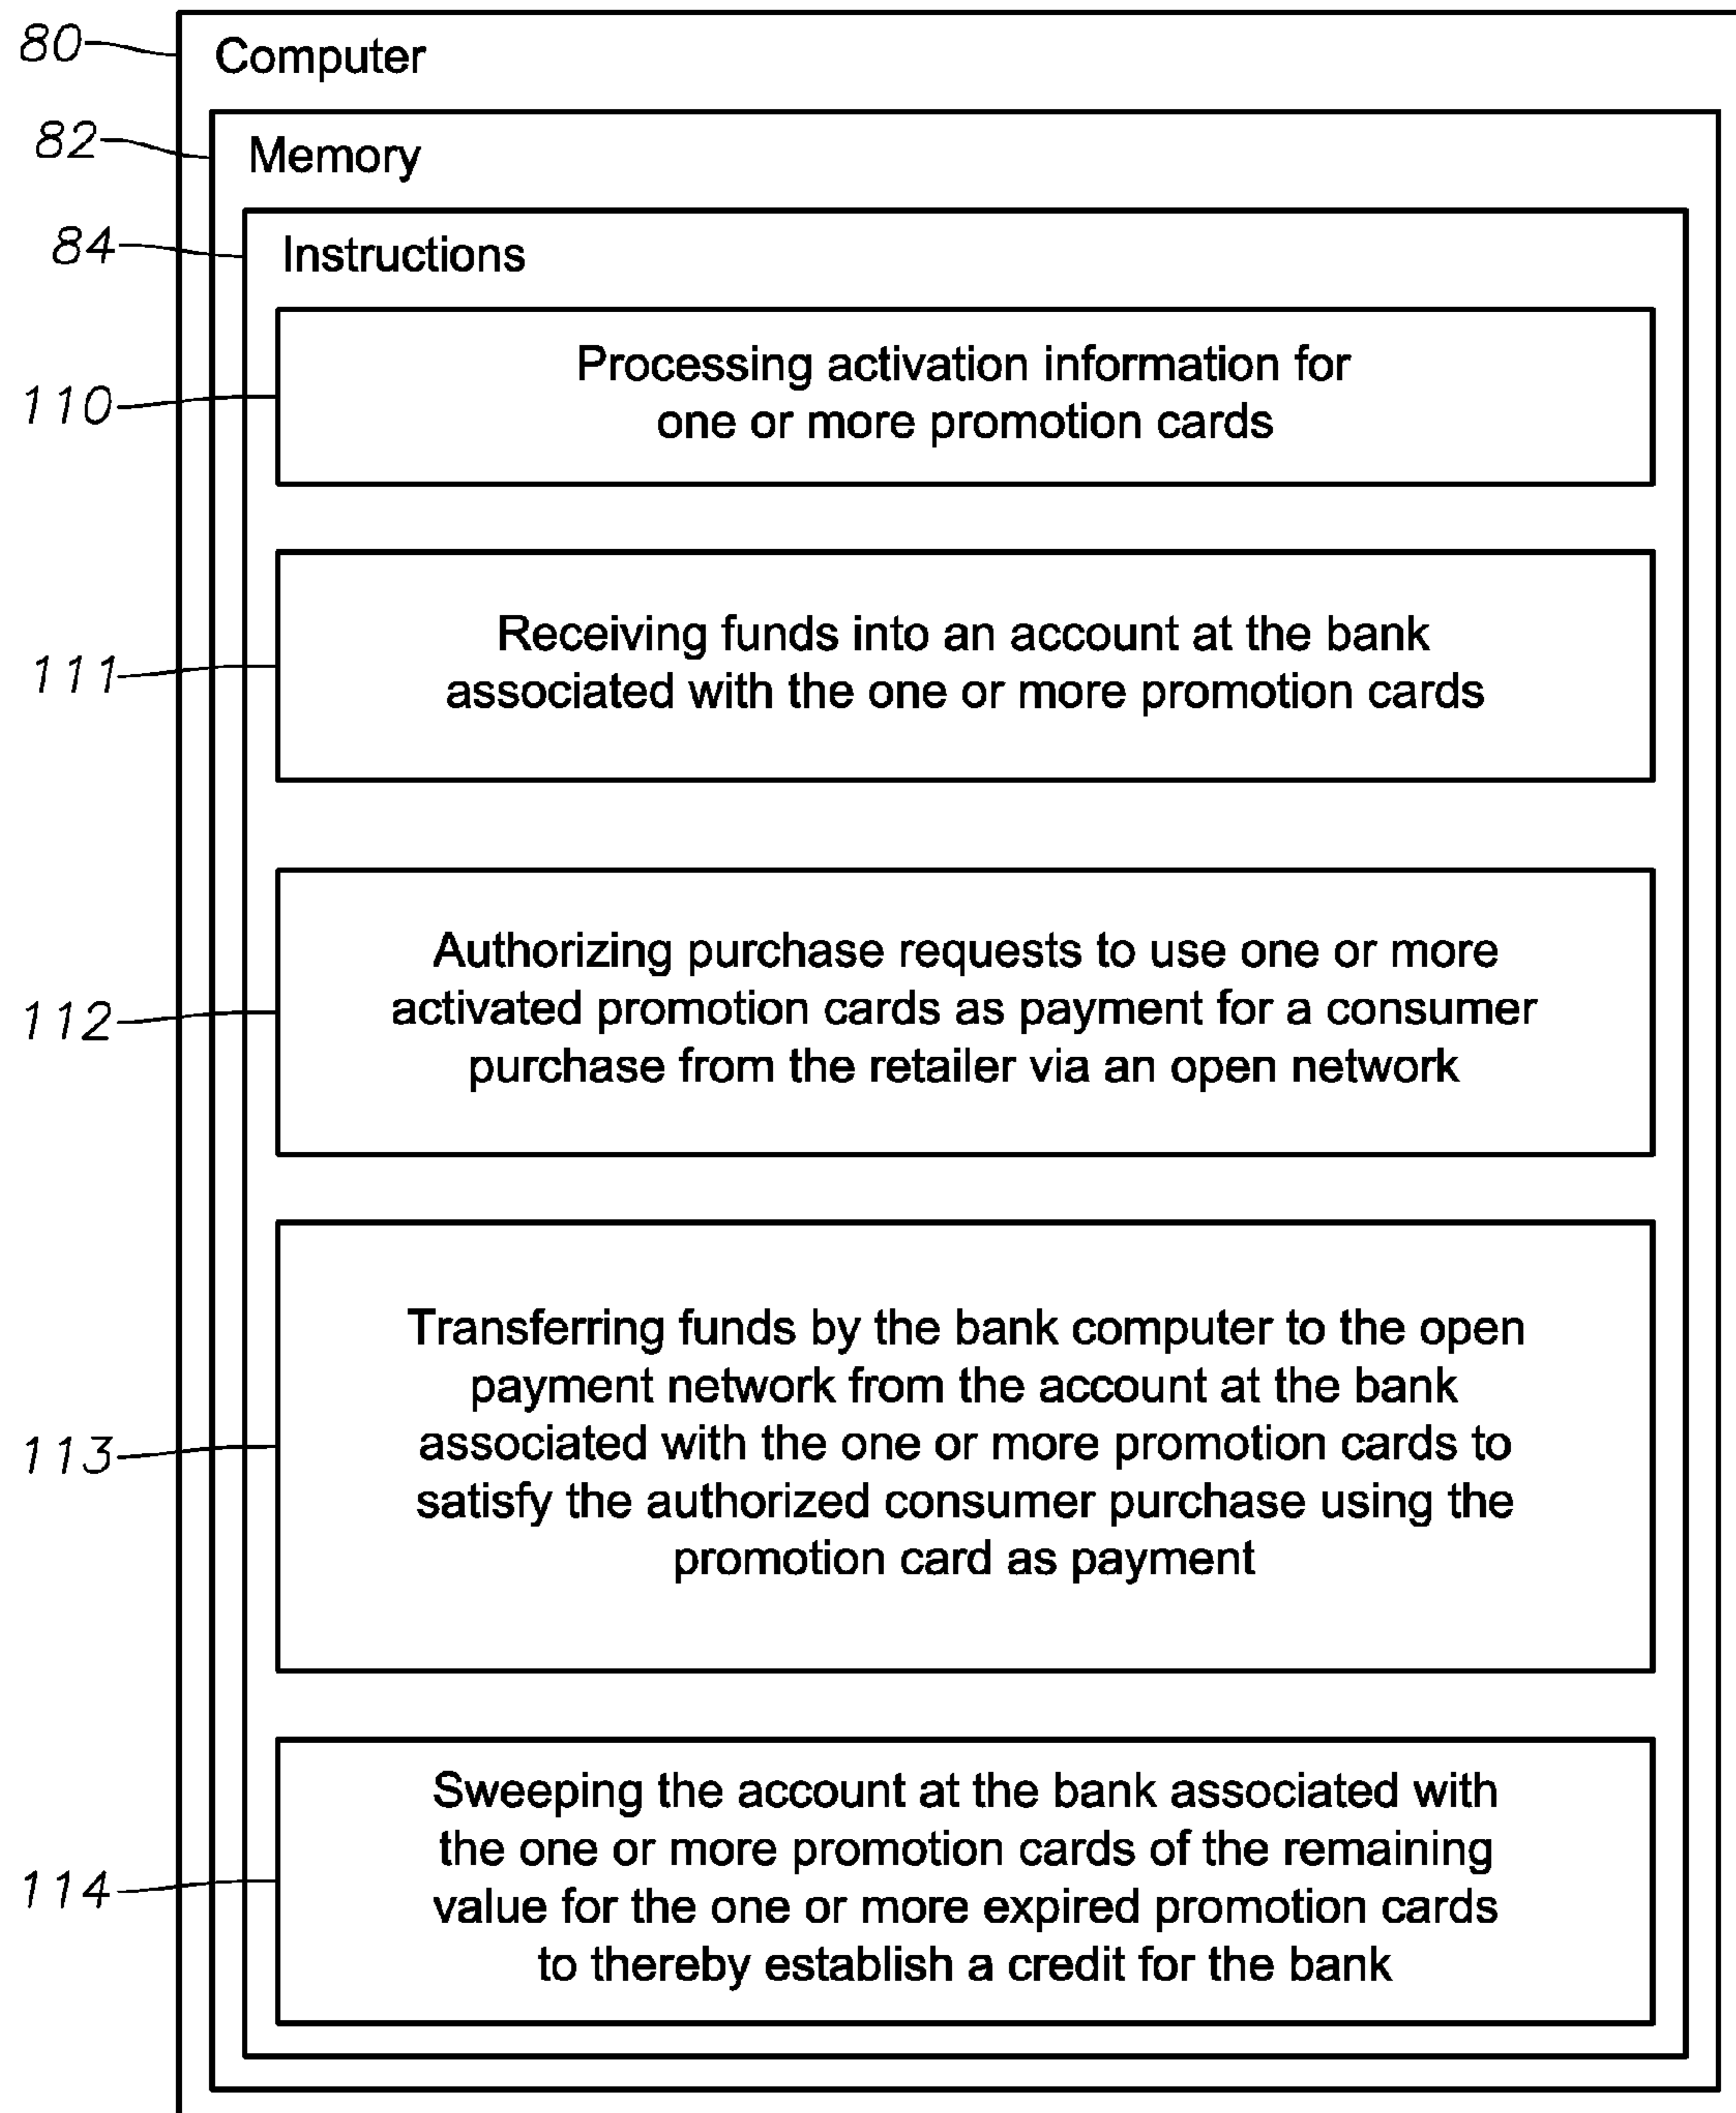 80 Computer
82 Memory
84 Instructions
110 Processing activation information for
one or more promotion cards
111 Receiving funds into an account at the bank
associated with the one or more promotion cards
112 Authorizing purchase requests to use one or more
activated promotion cards as payment for a consumer
purchase from the retailer via an open network
113 Transferring funds by the bank computer to the open
payment network from the account at the bank
associated with the one or more promotion cards to
satisfy the authorized consumer purchase using the
promotion card as payment
114 Sweeping the account at the bank associated with
the one or more promotion cards of the remaining
value for the one or more expired promotion cards
to thereby establish a credit for the bank